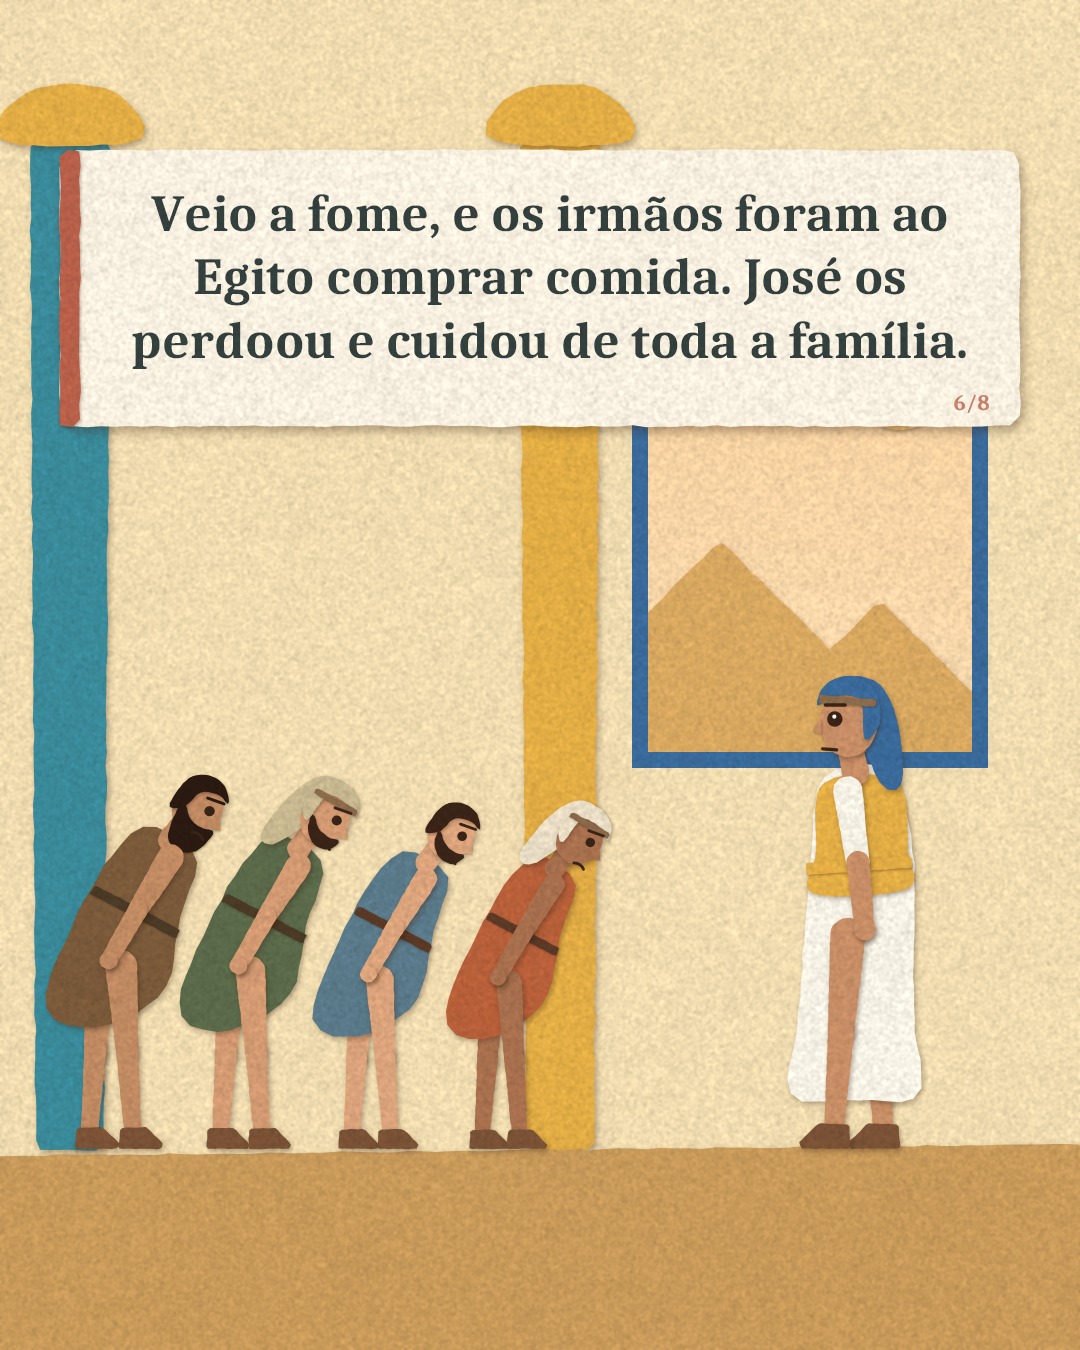 Veio a fome, e os irmãos foram ao
Egito comprar comida. José os
perdoou e cuidou de toda a família.
6/8